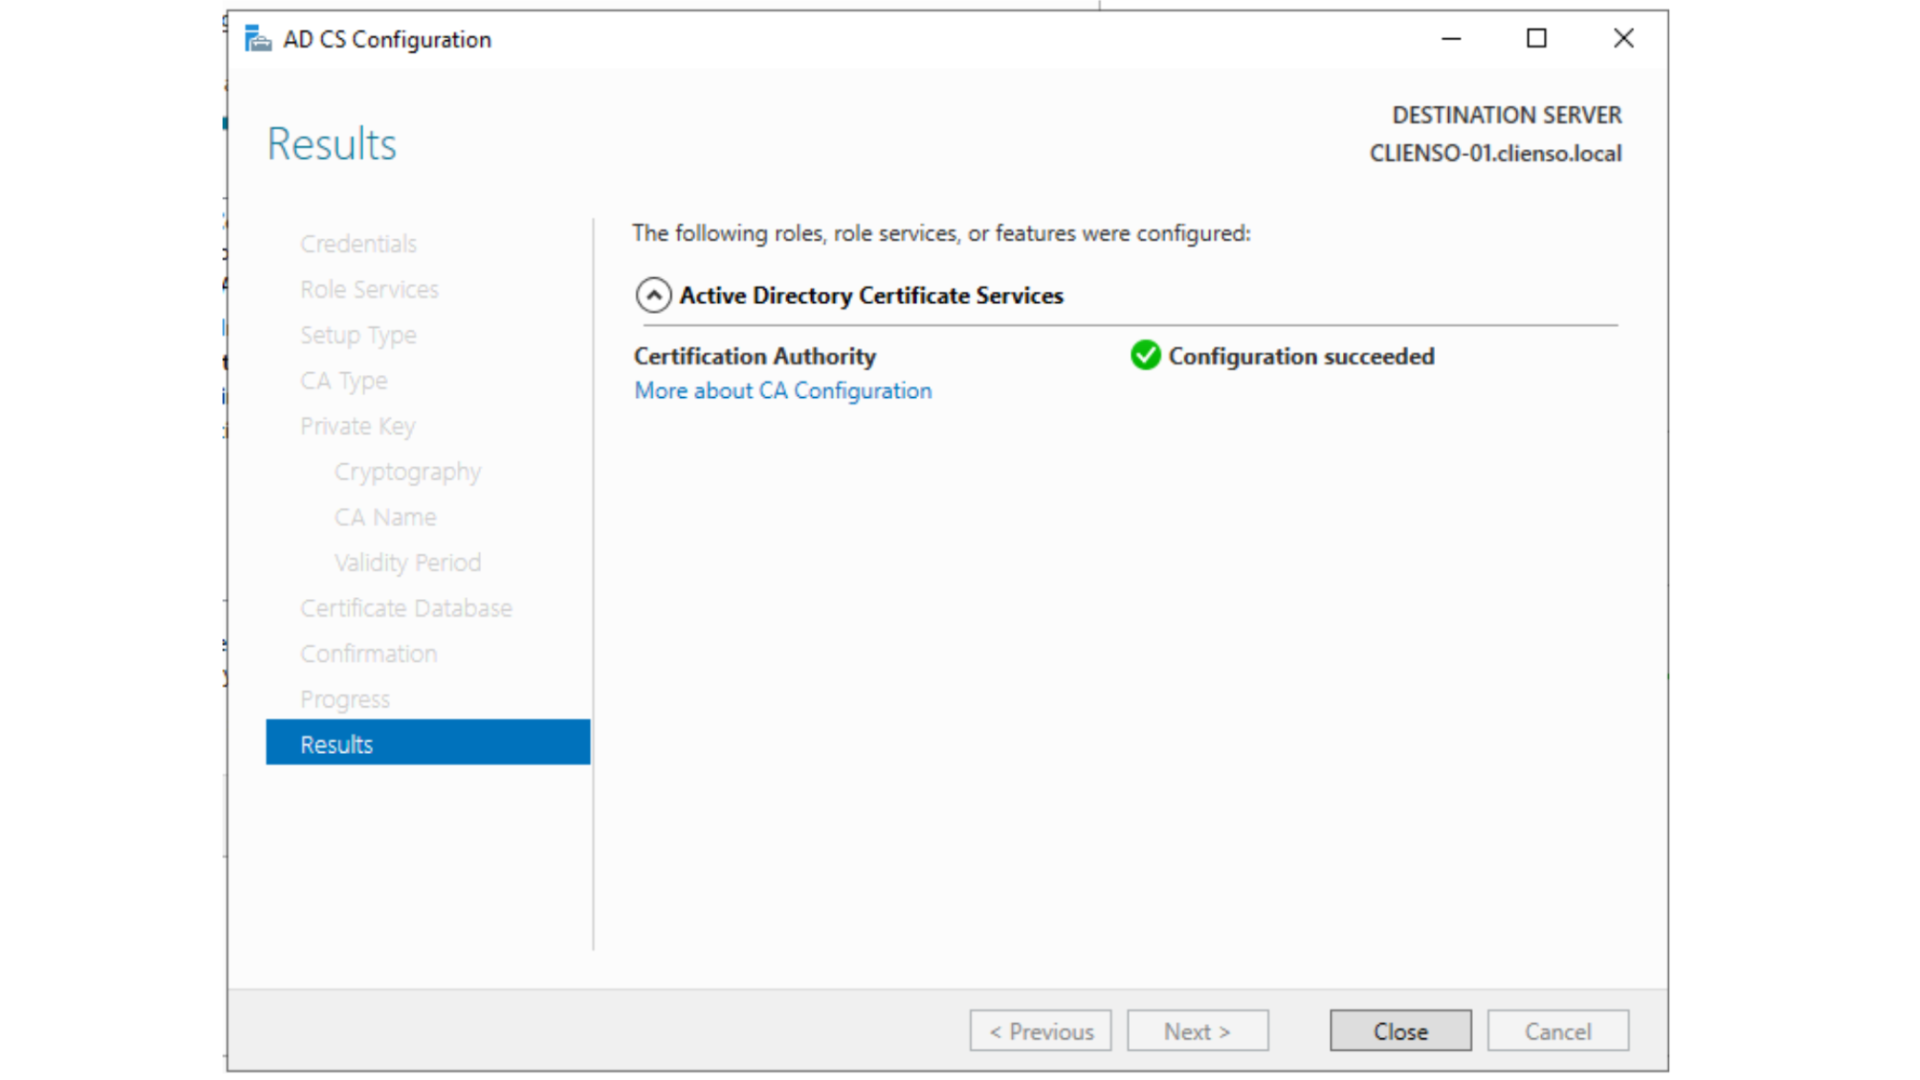 AD CS Configuration
Results
DESTINATION SERVER
CLIENSO-01.clienso.local
Credentials
Role Services
Setup Type
CA Type
Private Key
Cryptography
CA Name
Validity Period
Certificate Database
Confirmation
Progress
Results
The following roles, role services, or features were configured:
Active Directory Certificate Services
Certification Authority
Configuration succeeded
More about CA Configuration
< Previous
Next >
Close
Cancel